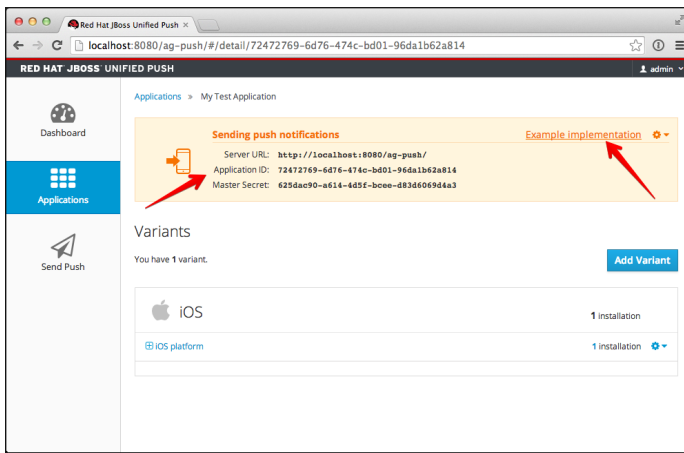 Red Hat JBoss Unified Push
localhost:8080/ag-push/#/detail/72472769-6d76-474c-bd01-96da1b62a814
RED HAT JBOSS UNIFIED PUSH
admin
Dashboard
Applications
Send Push
Applications » My Test Application
Sending push notifications
Example implementation
Server URL: http://localhost:8080/ag-push/
Application ID: 72472769-6d76-474c-bd01-96da1b62a814
Master Secret: 625dac90-a614-4d5f-bcee-d83d6069d4a3
Variants
You have 1 variant.
Add Variant
iOS
1 installation
iOS platform
1 installation